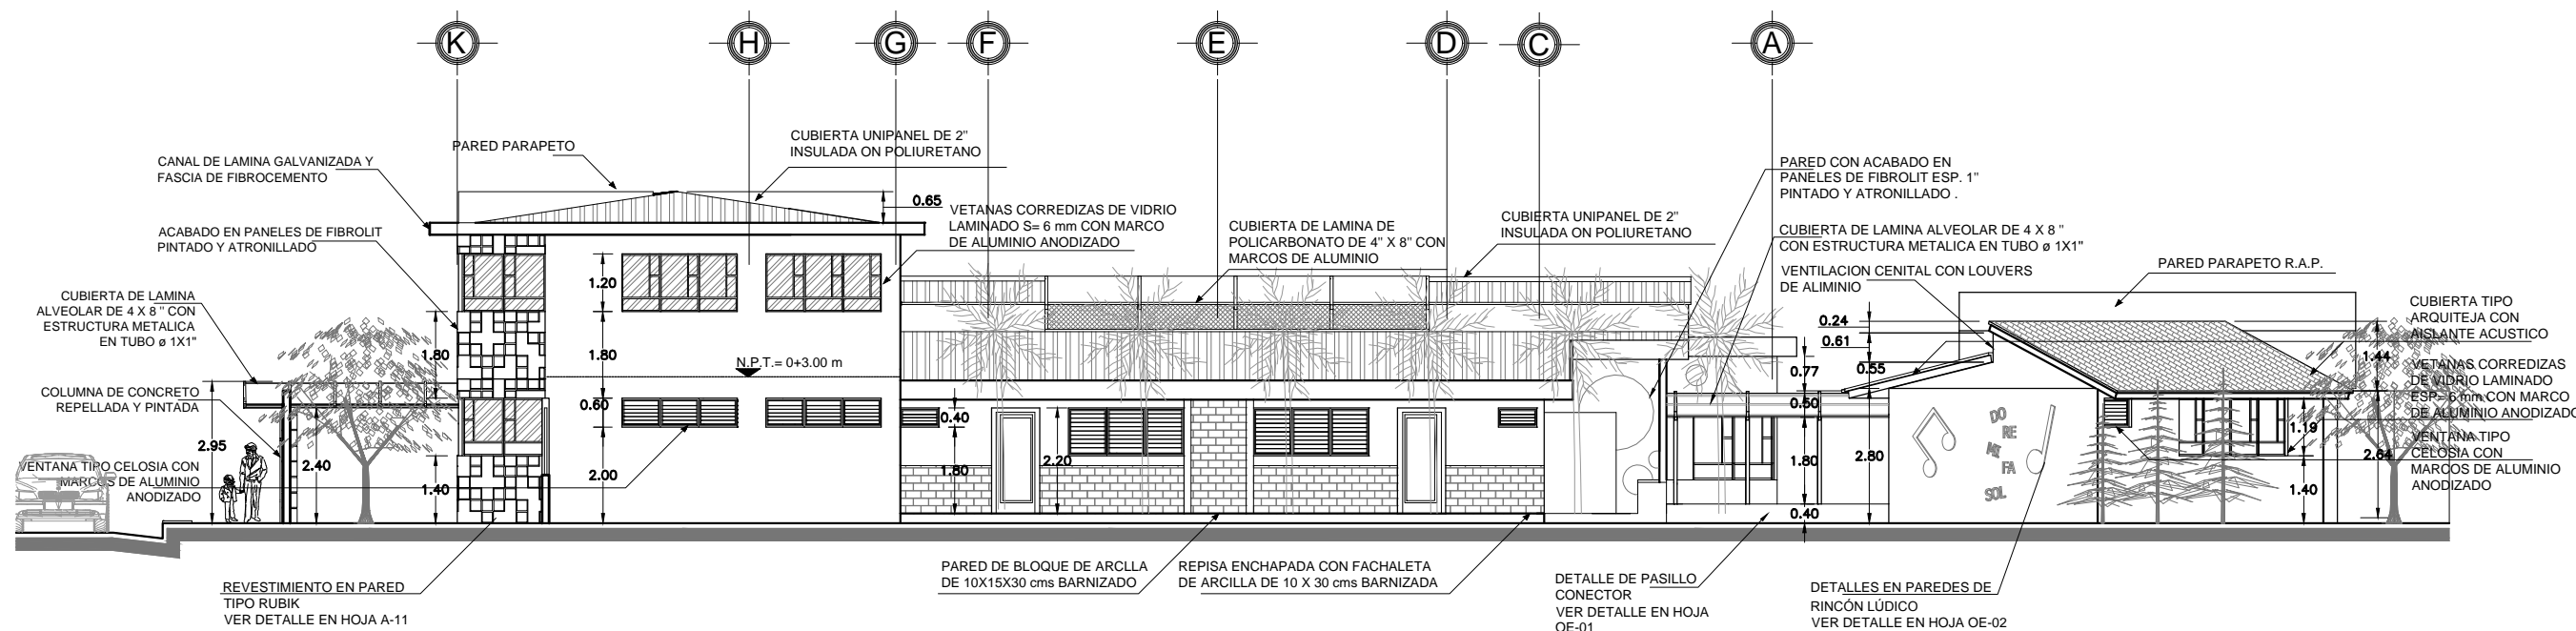 K
H
G
F
E
D
C
A
PARED PARAPETO
CUBIERTA UNIPANEL DE 2"
INSULADA ON POLIURETANO
CANAL DE LAMINA GALVANIZADA Y
FASCIA DE FIBROCEMENTO
ACABADO EN PANELES DE FIBROLIT
PINTADO Y ATRONILLADO
CUBIERTA DE LAMINA
ALVEOLAR DE 4 X 8 " CON
ESTRUCTURA METALICA
EN TUBO ø 1X1"
COLUMNA DE CONCRETO
REPELLADA Y PINTADA
VENTANA TIPO CELOSIA CON
MARCOS DE ALUMINIO
ANODIZADO
2.95
2.40
1.80
1.40
1.20
1.80
0.60
2.00
0.65
N.P.T.= 0+3.00 m
VETANAS CORREDIZAS DE VIDRIO
LAMINADO S= 6 mm CON MARCO
DE ALUMINIO ANODIZADO
CUBIERTA DE LAMINA DE
POLICARBONATO DE 4" X 8" CON
MARCOS DE ALUMINIO
CUBIERTA UNIPANEL DE 2"
INSULADA ON POLIURETANO
0.40
1.80
2.20
PARED CON ACABADO EN
PANELES DE FIBROLIT ESP. 1"
PINTADO Y ATRONILLADO .
CUBIERTA DE LAMINA ALVEOLAR DE 4 X 8 "
CON ESTRUCTURA METALICA EN TUBO ø 1X1"
VENTILACION CENITAL CON LOUVERS
DE ALIMINIO
PARED PARAPETO R.A.P.
CUBIERTA TIPO
ARQUITEJA CON
AISLANTE ACUSTICO
VETANAS CORREDIZAS
DE VIDRIO LAMINADO
ESP= 6 mm CON MARCO
DE ALUMINIO ANODIZADO
VENTANA TIPO
CELOSIA CON
MARCOS DE ALUMINIO
ANODIZADO
0.24
0.61
0.55
0.77
0.50
1.80
0.40
2.80
1.44
1.19
2.64
1.40
DO
RE
MI
FA
SOL
REVESTIMIENTO EN PARED
TIPO RUBIK
VER DETALLE EN HOJA A-11
PARED DE BLOQUE DE ARCLLA
DE 10X15X30 cms BARNIZADO
REPISA ENCHAPADA CON FACHALETA
DE ARCILLA DE 10 X 30 cms BARNIZADA
DETALLE DE PASILLO
CONECTOR
VER DETALLE EN HOJA
OE-01
DETALLES EN PAREDES DE
RINCÓN LÚDICO
VER DETALLE EN HOJA OE-02